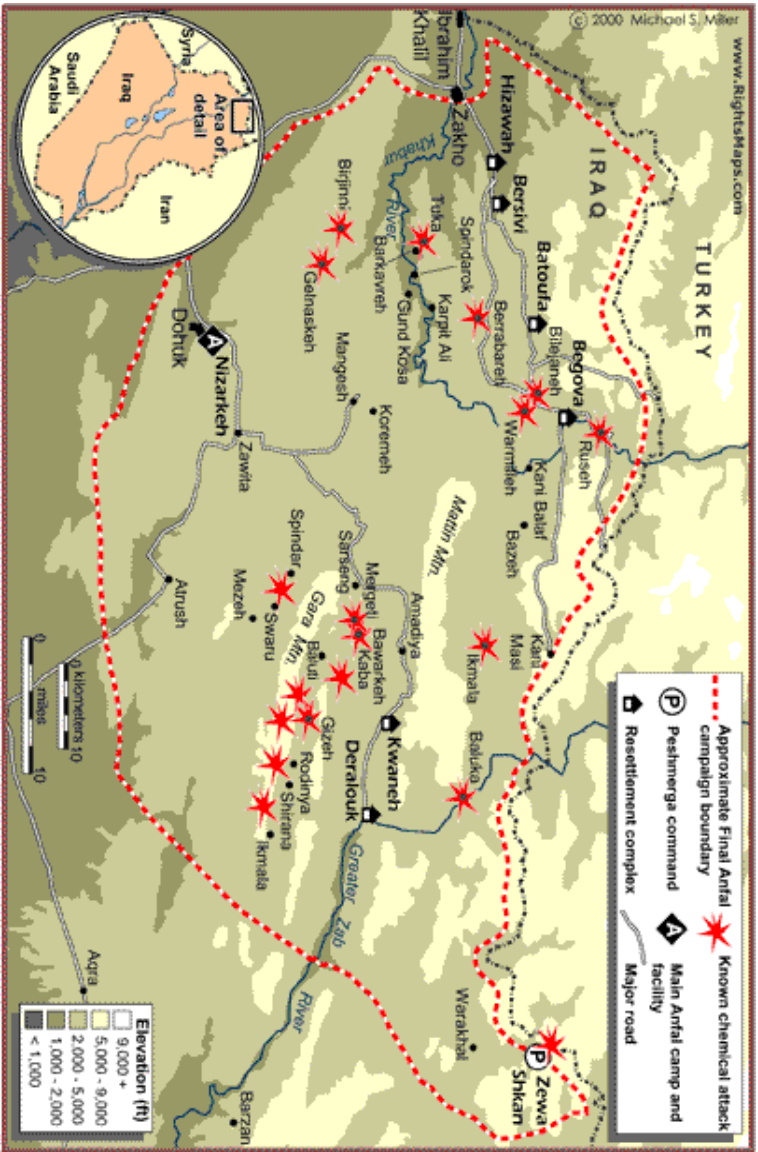 © 2000 Michael S. Miller
www.RightsMaps.com
TURKEY
IRAQ
Approximate Final Anfal
campaign boundary
Known chemical attack
Peshmerga command
Main Anfal camp and
facility
Resettlement complex
Major road
Ibrahim
Khalil
Zakho
Hizawah
Bersivi
Batoufa
Bilejaneh
Begova
Ruseh
Spindarok
Berrabareh
Warmileh
Kani Balaf
Bazeh
Kani
Masi
Ikmala
Baluka
P
Zewa
Shkan
Warakhal
Khabur
River
Tuka
Barkavreh
Karpit Ali
Gund Kosa
Birjinni
Gelnaskeh
Mangesh
Koremeh
Mattin Mtn.
Amadiya
Sarseng
Mergeti
Bawarkeh
Kaba
Kwaneh
Deralouk
Greater Zab
River
Spindar
Swaru
Mezeh
Gara Mtn.
Baluti
Gizeh
Rodinya
Shirana
Ikmala
Dohuk
A
Nizarkeh
Zawita
Atrush
Aqra
Barzan
Syria
Saudi
Arabia
Iraq
Iran
Area of
detail
0 kilometers 10
0 miles 10
Elevation (ft)
9,000 +
5,000 - 9,000
2,000 - 5,000
1,000 - 2,000
< 1,000